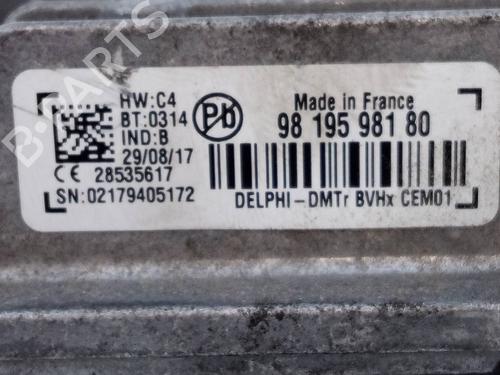 HW:C4
BT:0314
IND:B
29/08/17
CE 28535617
SN:02179405172
Pb
Made in France
98 195 981 80
DELPHI-DMTr BVHx CEM01
B-PARTS